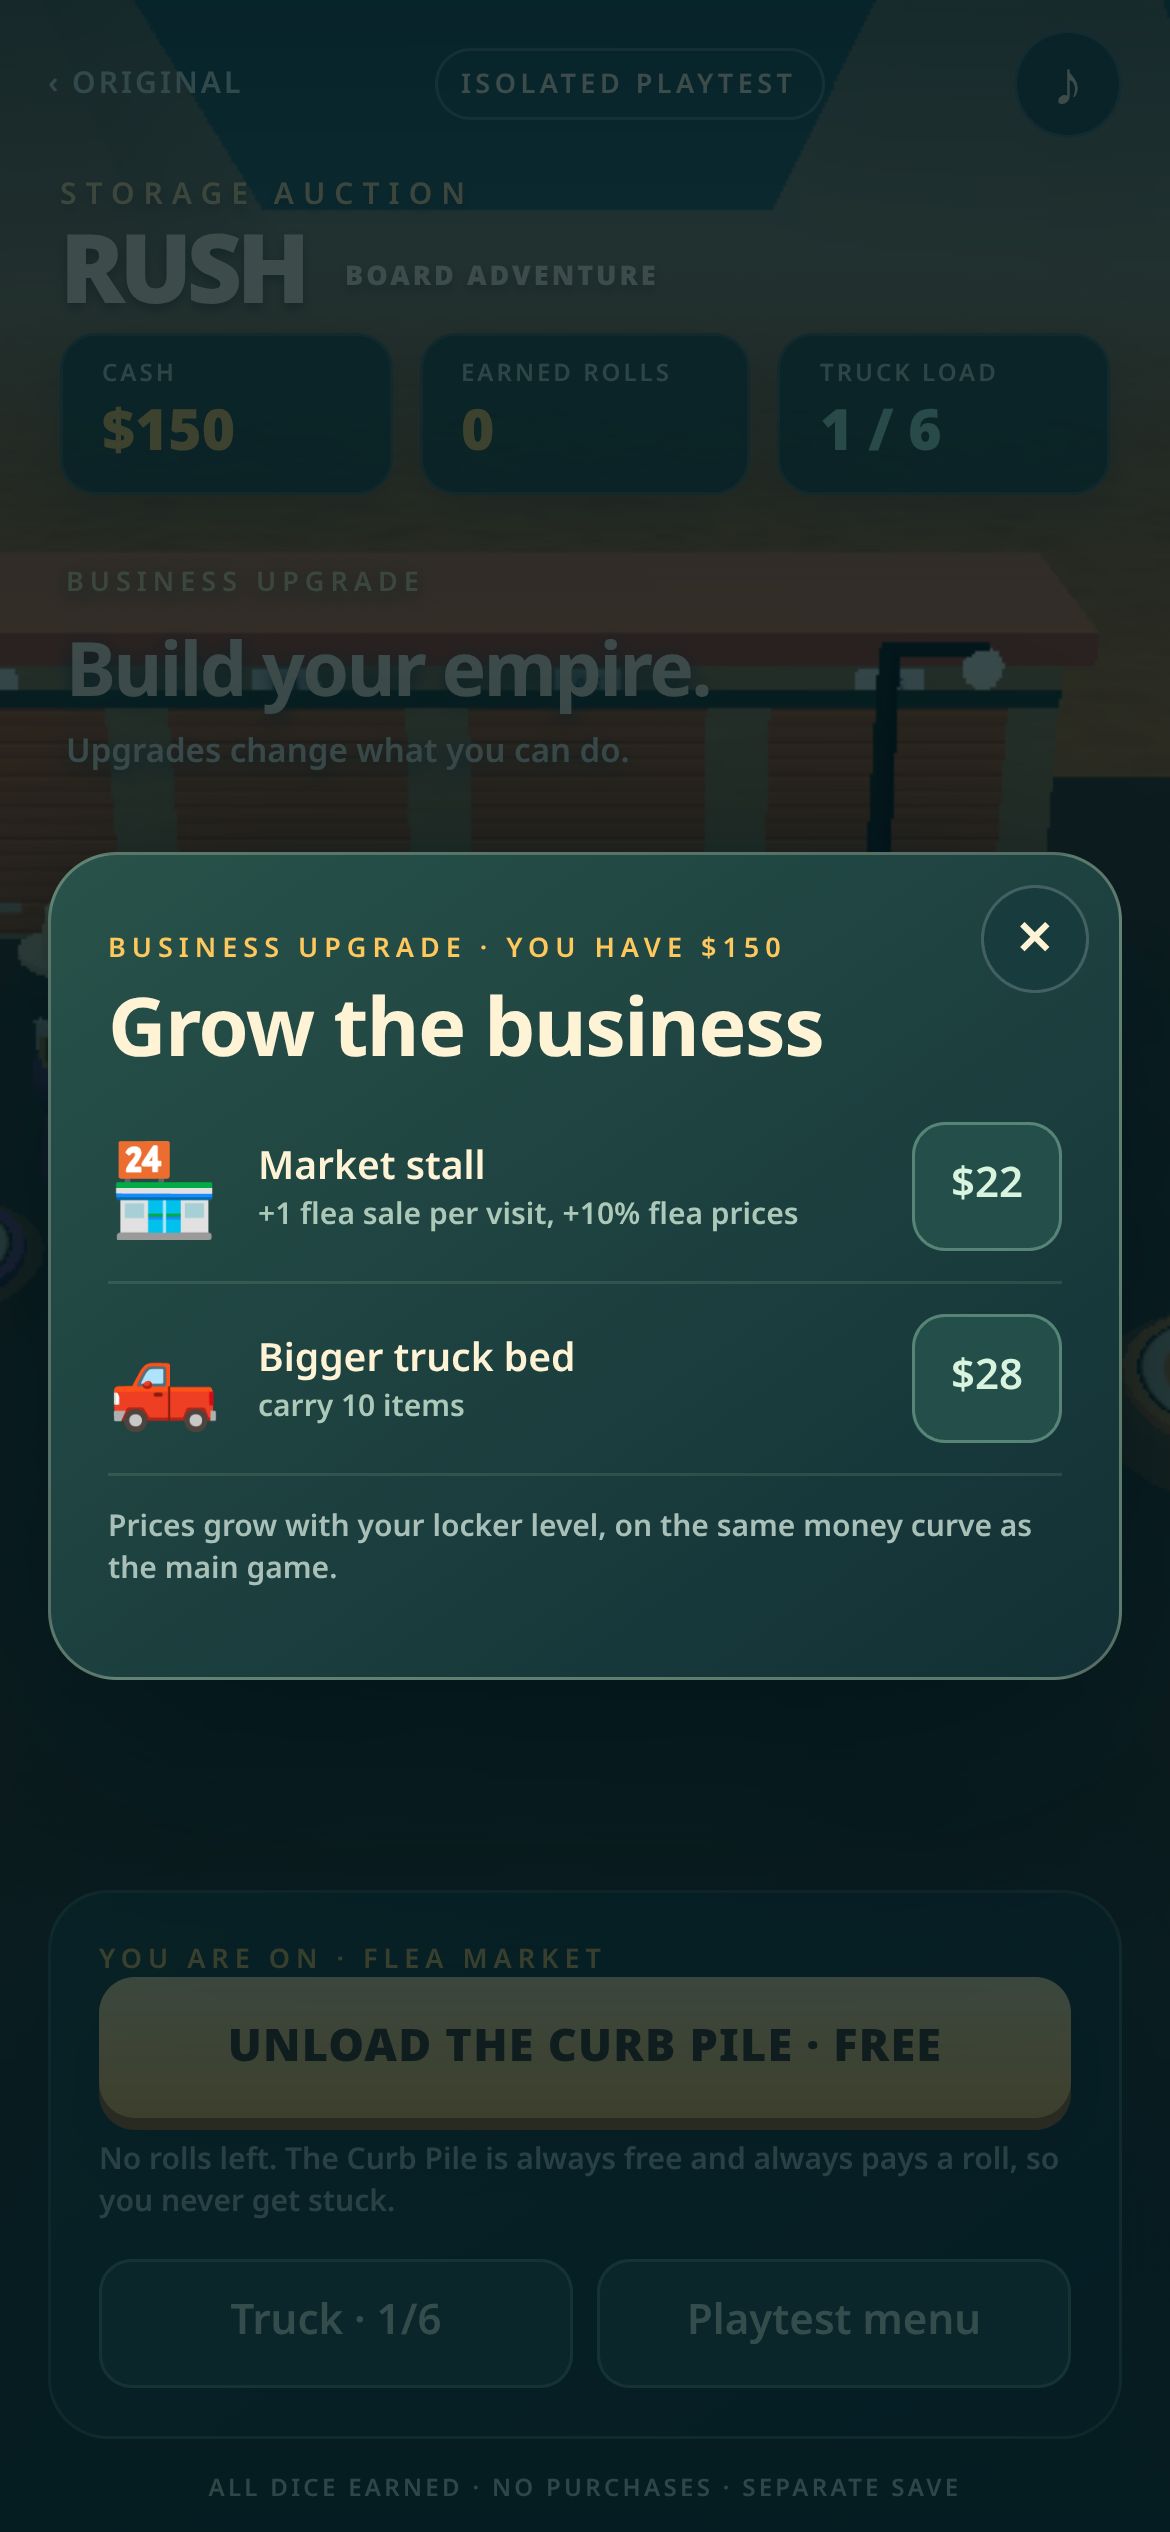 ‹ ORIGINAL
ISOLATED PLAYTEST
STORAGE AUCTION
RUSH BOARD ADVENTURE
CASH
$150
EARNED ROLLS
0
TRUCK LOAD
1 / 6
BUSINESS UPGRADE
Build your empire.
Upgrades change what you can do.
BUSINESS UPGRADE · YOU HAVE $150
Grow the business
24
Market stall
+1 flea sale per visit, +10% flea prices
$22
Bigger truck bed
carry 10 items
$28
Prices grow with your locker level, on the same money curve as
the main game.
YOU ARE ON · FLEA MARKET
UNLOAD THE CURB PILE · FREE
No rolls left. The Curb Pile is always free and always pays a roll, so
you never get stuck.
Truck · 1/6
Playtest menu
ALL DICE EARNED · NO PURCHASES · SEPARATE SAVE